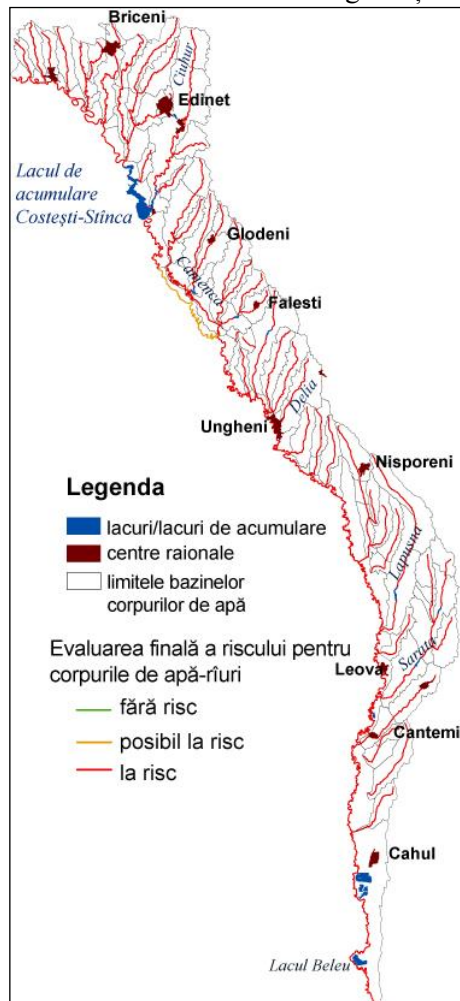 Briceni
Ciuhur
Edinet
Lacul de
acumulare
Costești-Stînca
Glodeni
Camenca
Falesti
Delia
Ungheni
Nisporeni
Legenda
lacuri/lacuri de acumulare
centre raionale
limitele bazinelor
corpurilor de apă
Lapusna
Evaluarea finală a riscului pentru
corpurile de apă-rîuri
Sarata
Leova
fără risc
posibil la risc
Cantemi
la risc
Cahul
Lacul Beleu